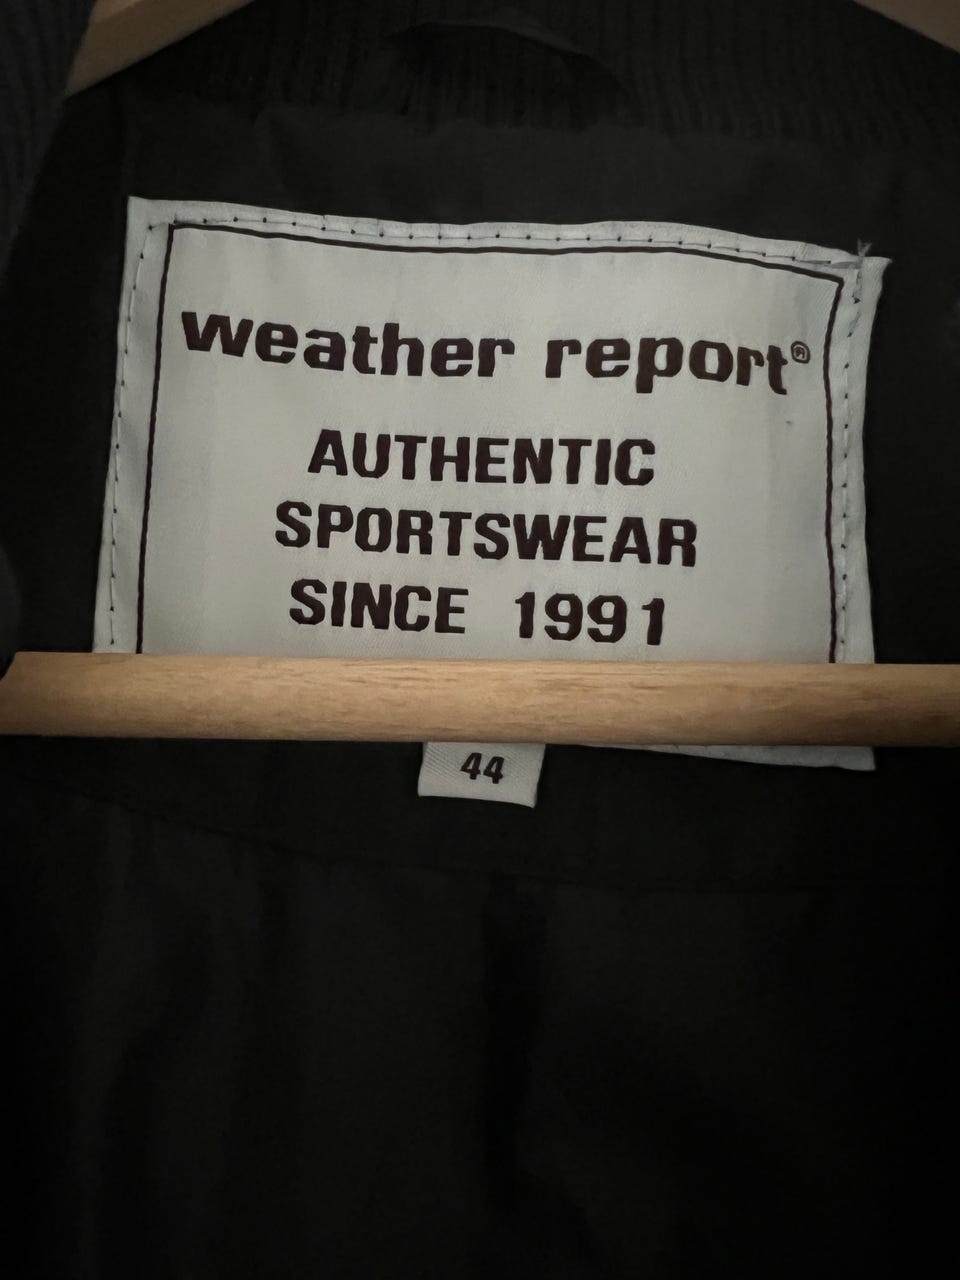 weather report®
AUTHENTIC
SPORTSWEAR
SINCE 1991
44